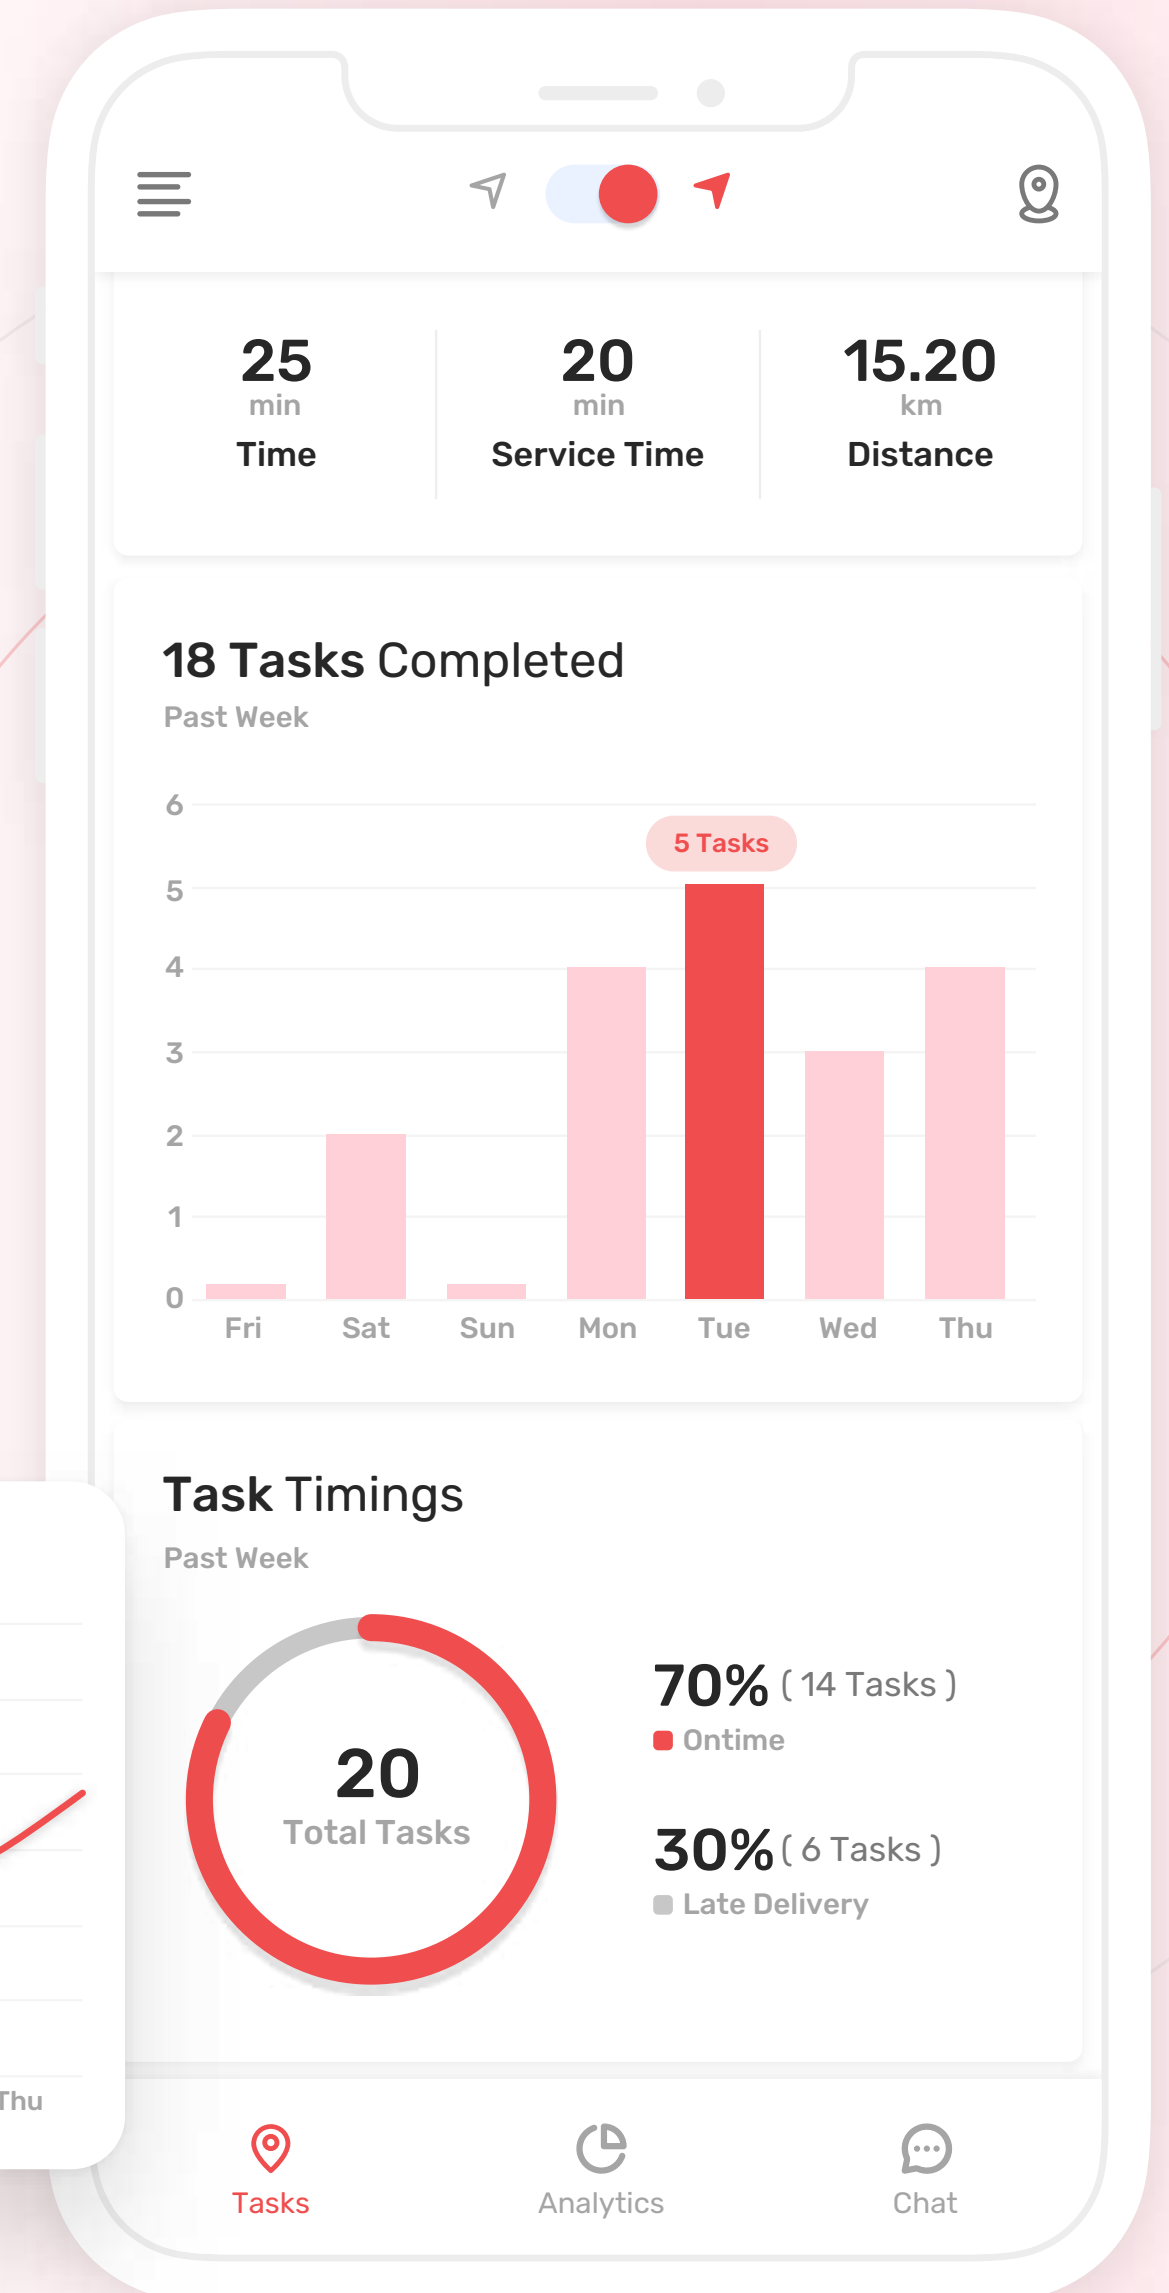 25
min
Time
20
min
Service Time
15.20
km
Distance
18 Tasks Completed
Past Week
6
5
4
3
2
1
0
5 Tasks
Fri
Sat
Sun
Mon
Tue
Wed
Thu
Task Timings
Past Week
20
Total Tasks
70% ( 14 Tasks )
Ontime
30% ( 6 Tasks )
Late Delivery
Thu
Tasks
Analytics
Chat